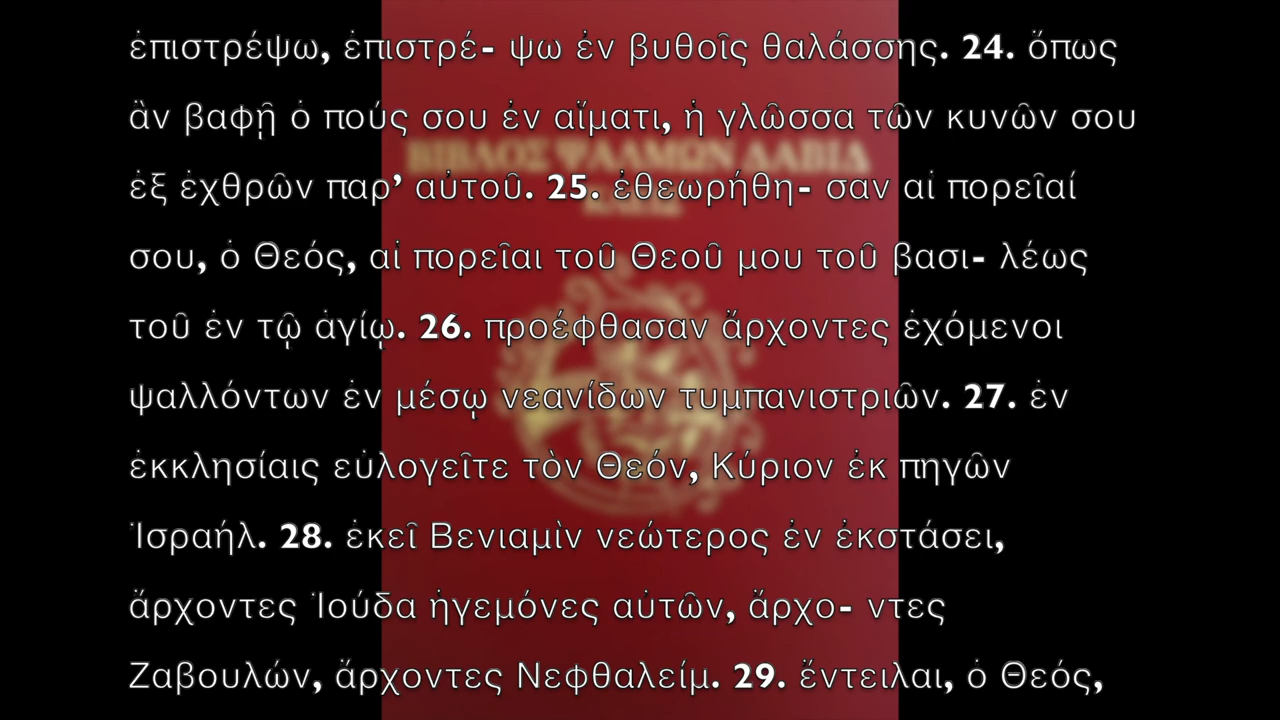 ἐπιστρέψω, ἐπιστρέ- ψω ἐν βυθοῖς θαλάσσης. 24. ὅπως
ἂν βαφῇ ὁ πούς σου ἐν αἵματι, ἡ γλῶσσα τῶν κυνῶν σου
ΒΙΒΛΟΣ ΨΑΛΜΩΝ ΔΑΒΙΔ
ἐξ ἐχθρῶν παρ’ αὐτοῦ. 25. ἐθεωρήθη- σαν αἱ πορεῖαί
σου, ὁ Θεός, αἱ πορεῖαι τοῦ Θεοῦ μου τοῦ βασι- λέως
τοῦ ἐν τῷ ἁγίῳ. 26. προέφθασαν ἄρχοντες ἐχόμενοι
ψαλλόντων ἐν μέσῳ νεανίδων τυμπανιστριῶν. 27. ἐν
ἐκκλησίαις εὐλογεῖτε τὸν Θεόν, Κύριον ἐκ πηγῶν
Ἰσραήλ. 28. ἐκεῖ Βενιαμὶν νεώτερος ἐν ἐκστάσει,
ἄρχοντες Ἰούδα ἡγεμόνες αὐτῶν, ἄρχο- ντες
Ζαβουλών, ἄρχοντες Νεφθαλείμ. 29. ἔντειλαι, ὁ Θεός,